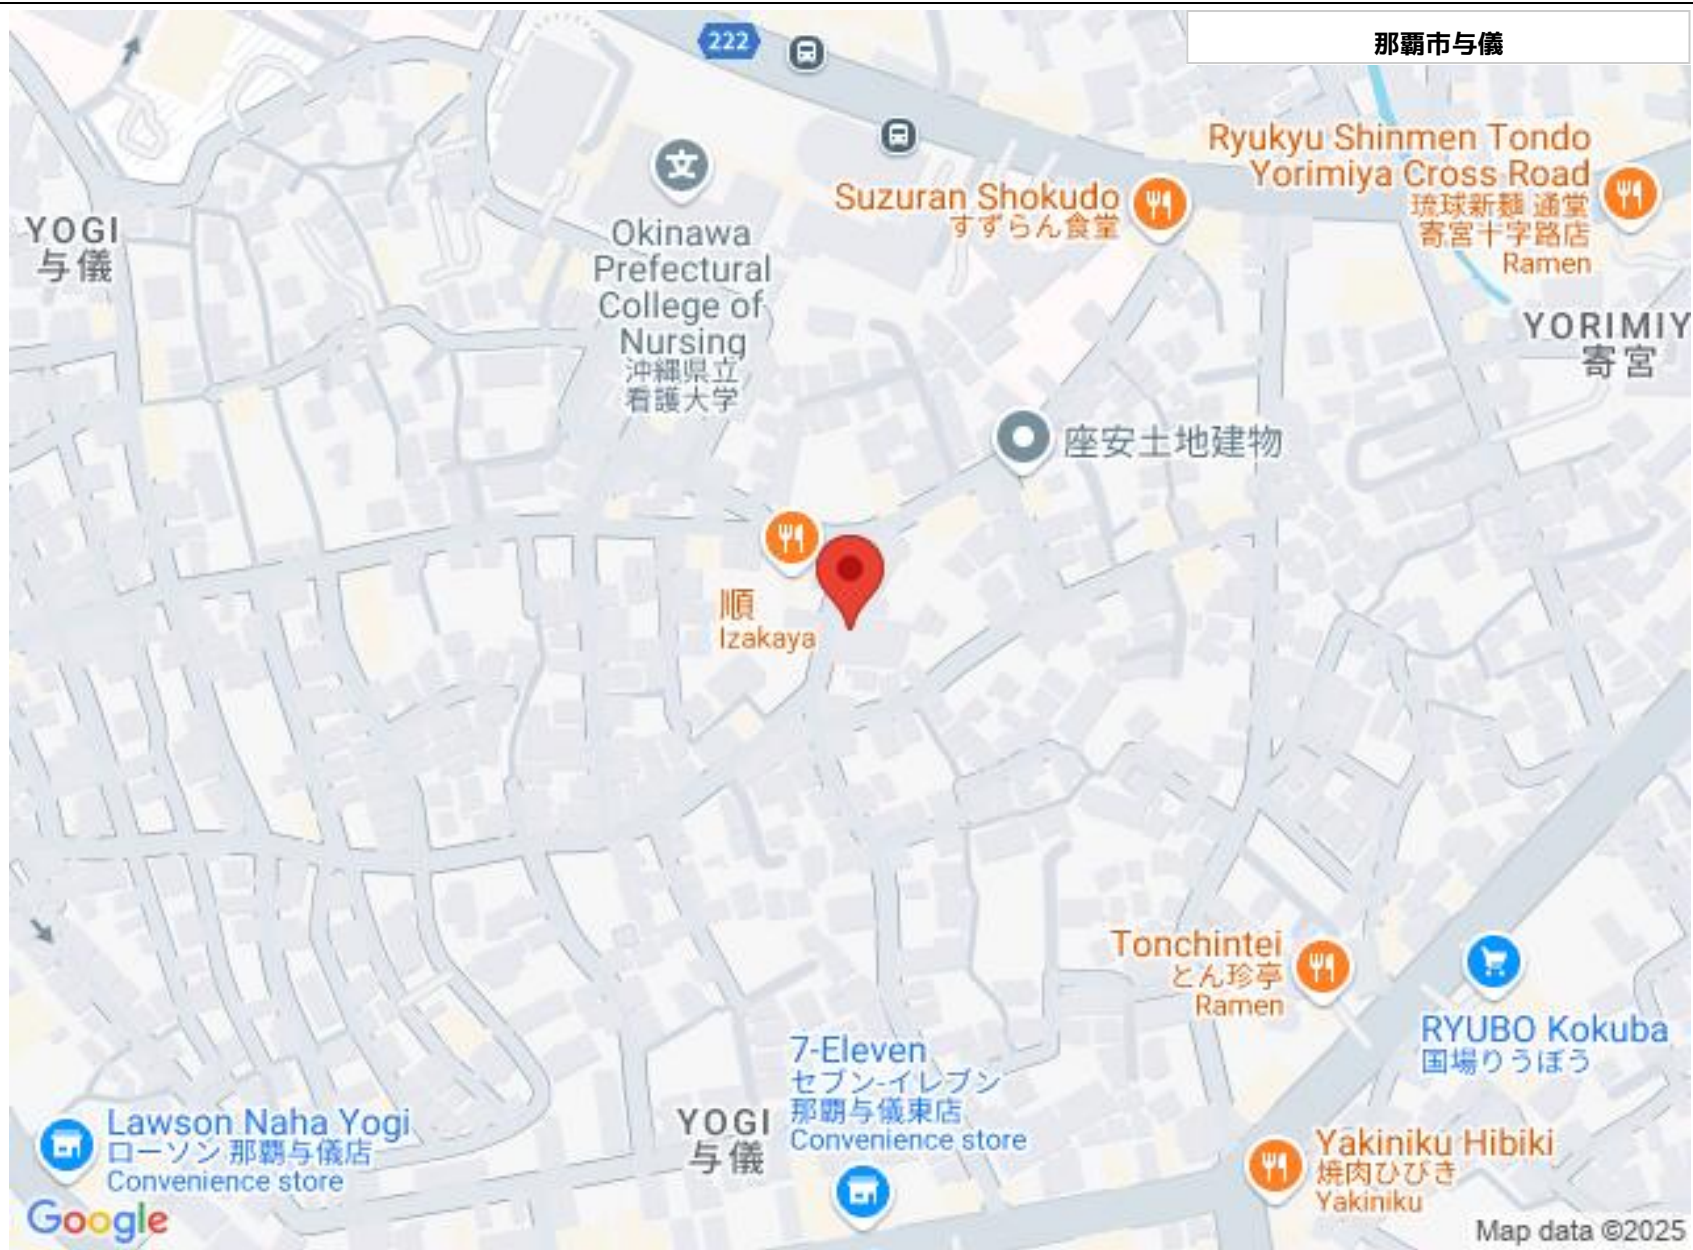 那覇市与儀
222
Ryukyu Shinmen Tondo
Yorimiya Cross Road
琉球新麺 通堂
寄宮十字路店
Ramen
Suzuran Shokudo
すずらん食堂
YOGI
与儀
文
Okinawa
Prefectural
College of
Nursing
沖縄県立
看護大学
YORIMIY
寄宮
座安土地建物
順
Izakaya
Tonchintei
とん珍亭
Ramen
RYUBO Kokuba
国場りうぼう
7-Eleven
セブン-イレブン
那覇与儀東店
Convenience store
YOGI
与儀
Lawson Naha Yogi
ローソン 那覇与儀店
Convenience store
Yakiniku Hibiki
焼肉ひびき
Yakiniku
Google
Map data ©2025